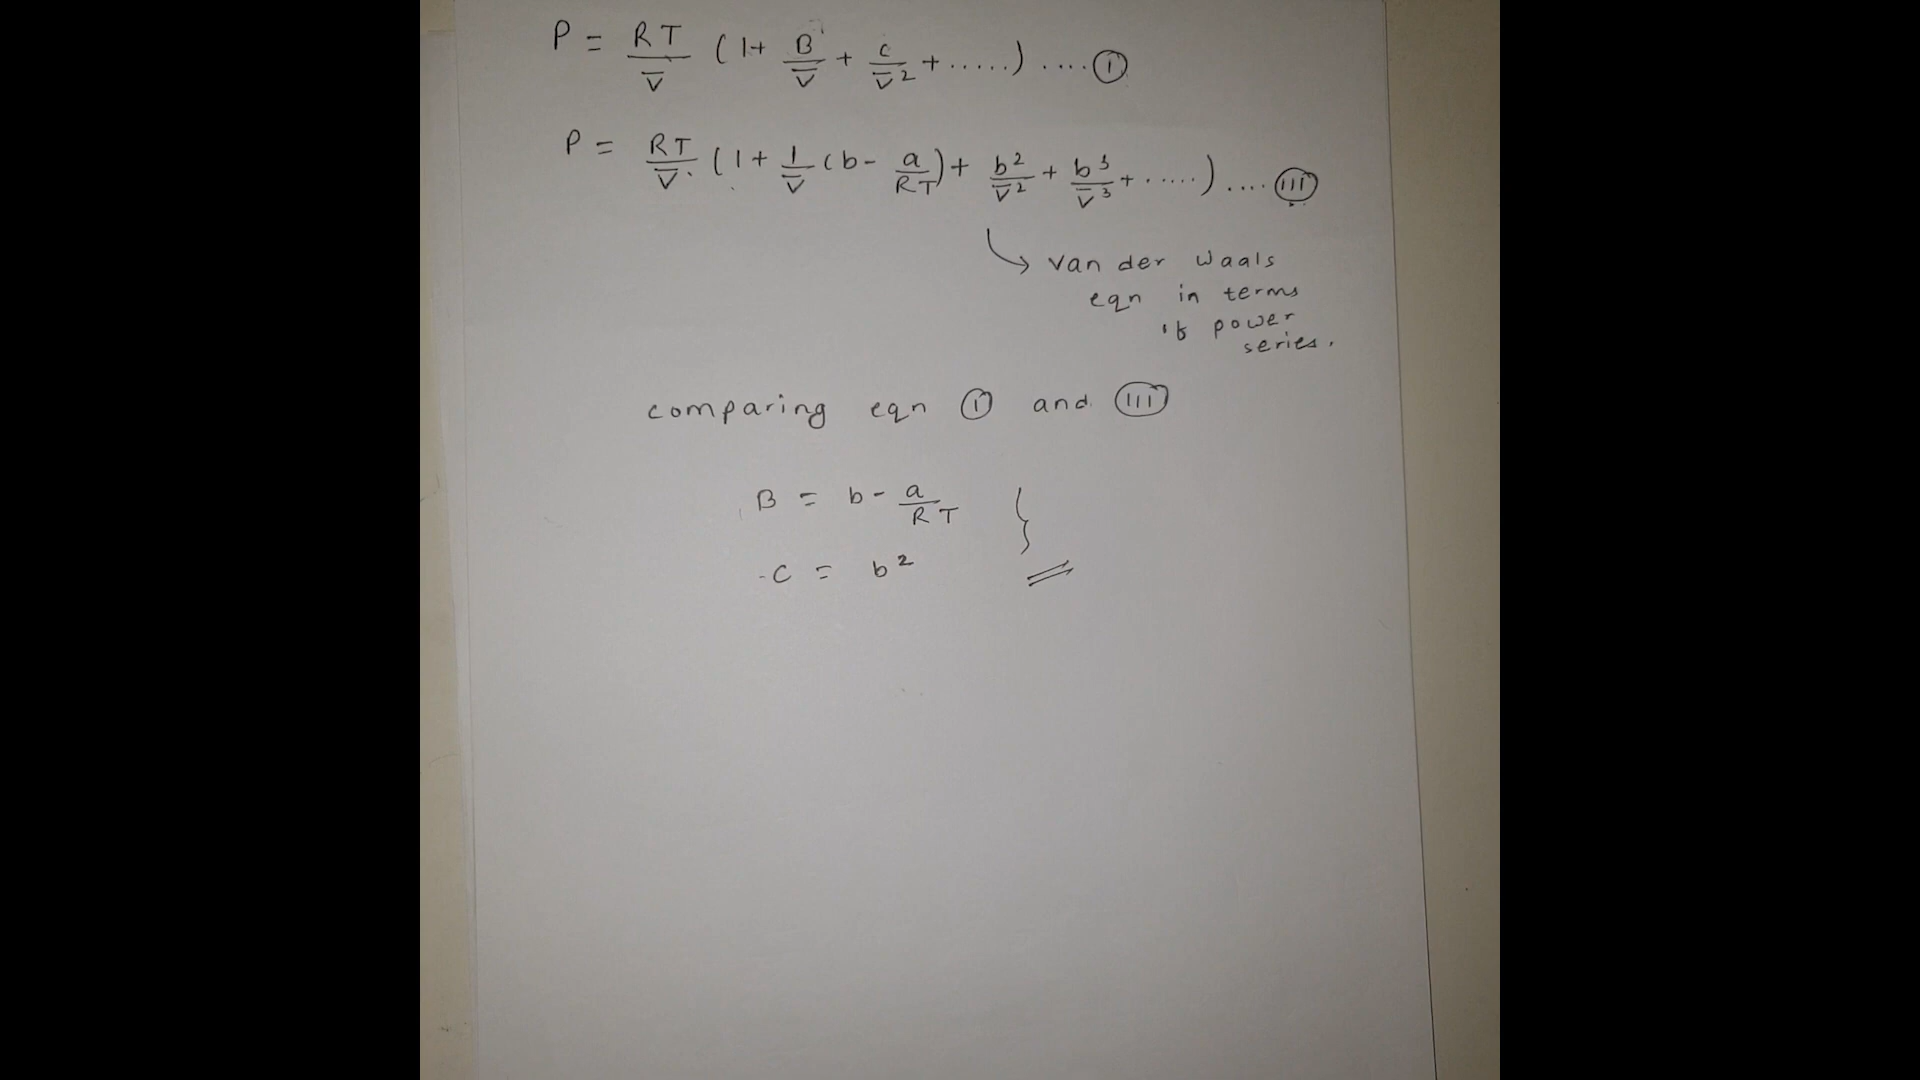 P = RT/V̅ (1+ B/V̅ + C/V̅² + .....) .... (I)
P = RT/V̅. (1 + 1/V̅ (b - a/RT) + b²/V̅² + b³/V̅³ + .....) .... (III)
↳ Van der Waals
eqn in terms
of power
series.
comparing eqn (I) and (III)
B = b - a/RT }
C = b²